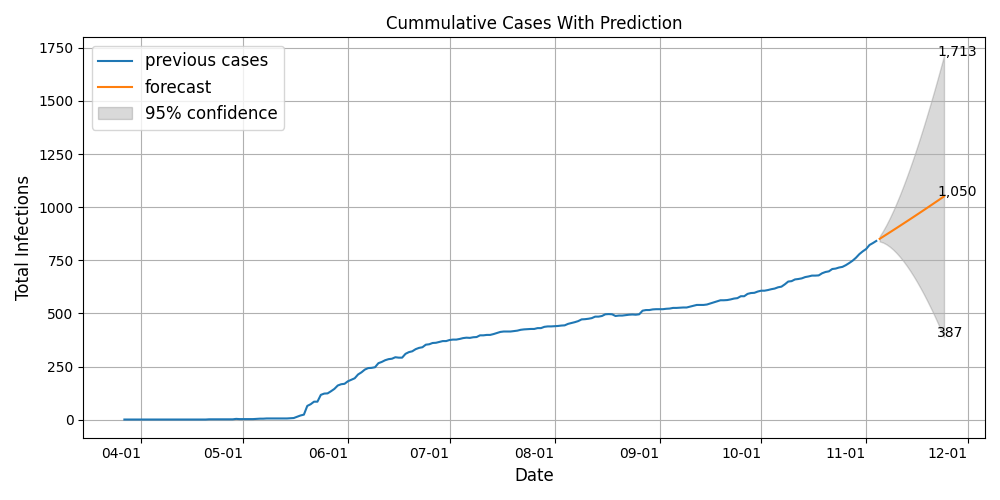 Cummulative Cases With Prediction
previous cases
forecast
95% confidence
1,713
1,050
387
Total Infections
1750
1500
1250
1000
750
500
250
0
04-01 05-01 06-01 07-01 08-01 09-01 10-01 11-01 12-01
Date